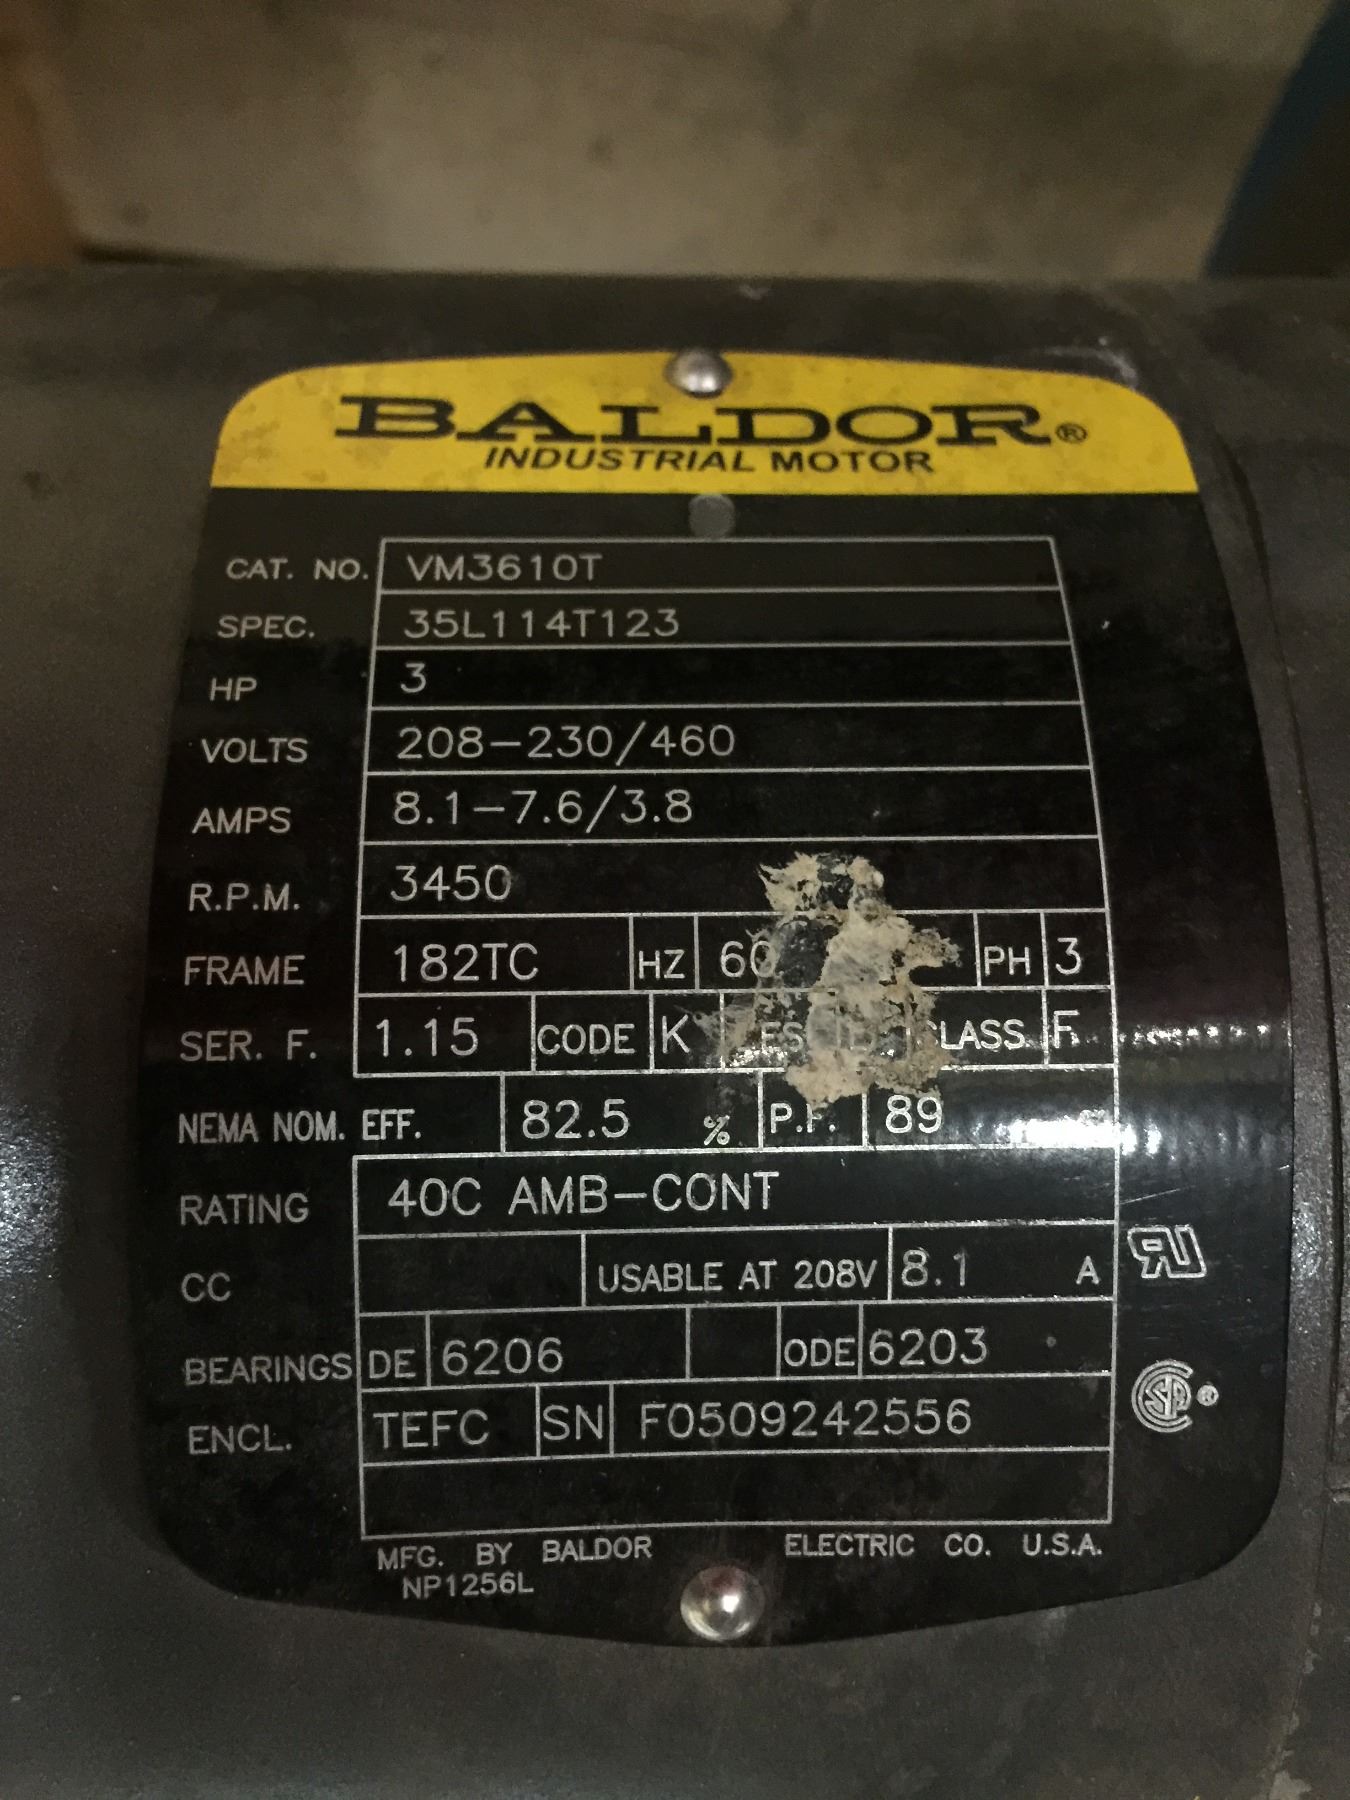 BALDOR®
INDUSTRIAL MOTOR
CAT. NO. VM3610T
SPEC. 35L114T123
HP 3
VOLTS 208-230/460
AMPS 8.1-7.6/3.8
R.P.M. 3450
FRAME 182TC HZ 60 PH 3
SER. F. 1.15 CODE K CLASS F
NEMA NOM. EFF. 82.5 % P.F. 89
RATING 40C AMB-CONT
CC USABLE AT 208V 8.1 A
BEARINGS DE 6206 ODE 6203
ENCL. TEFC SN F0509242556
MFG. BY BALDOR ELECTRIC CO. U.S.A.
NP1256L